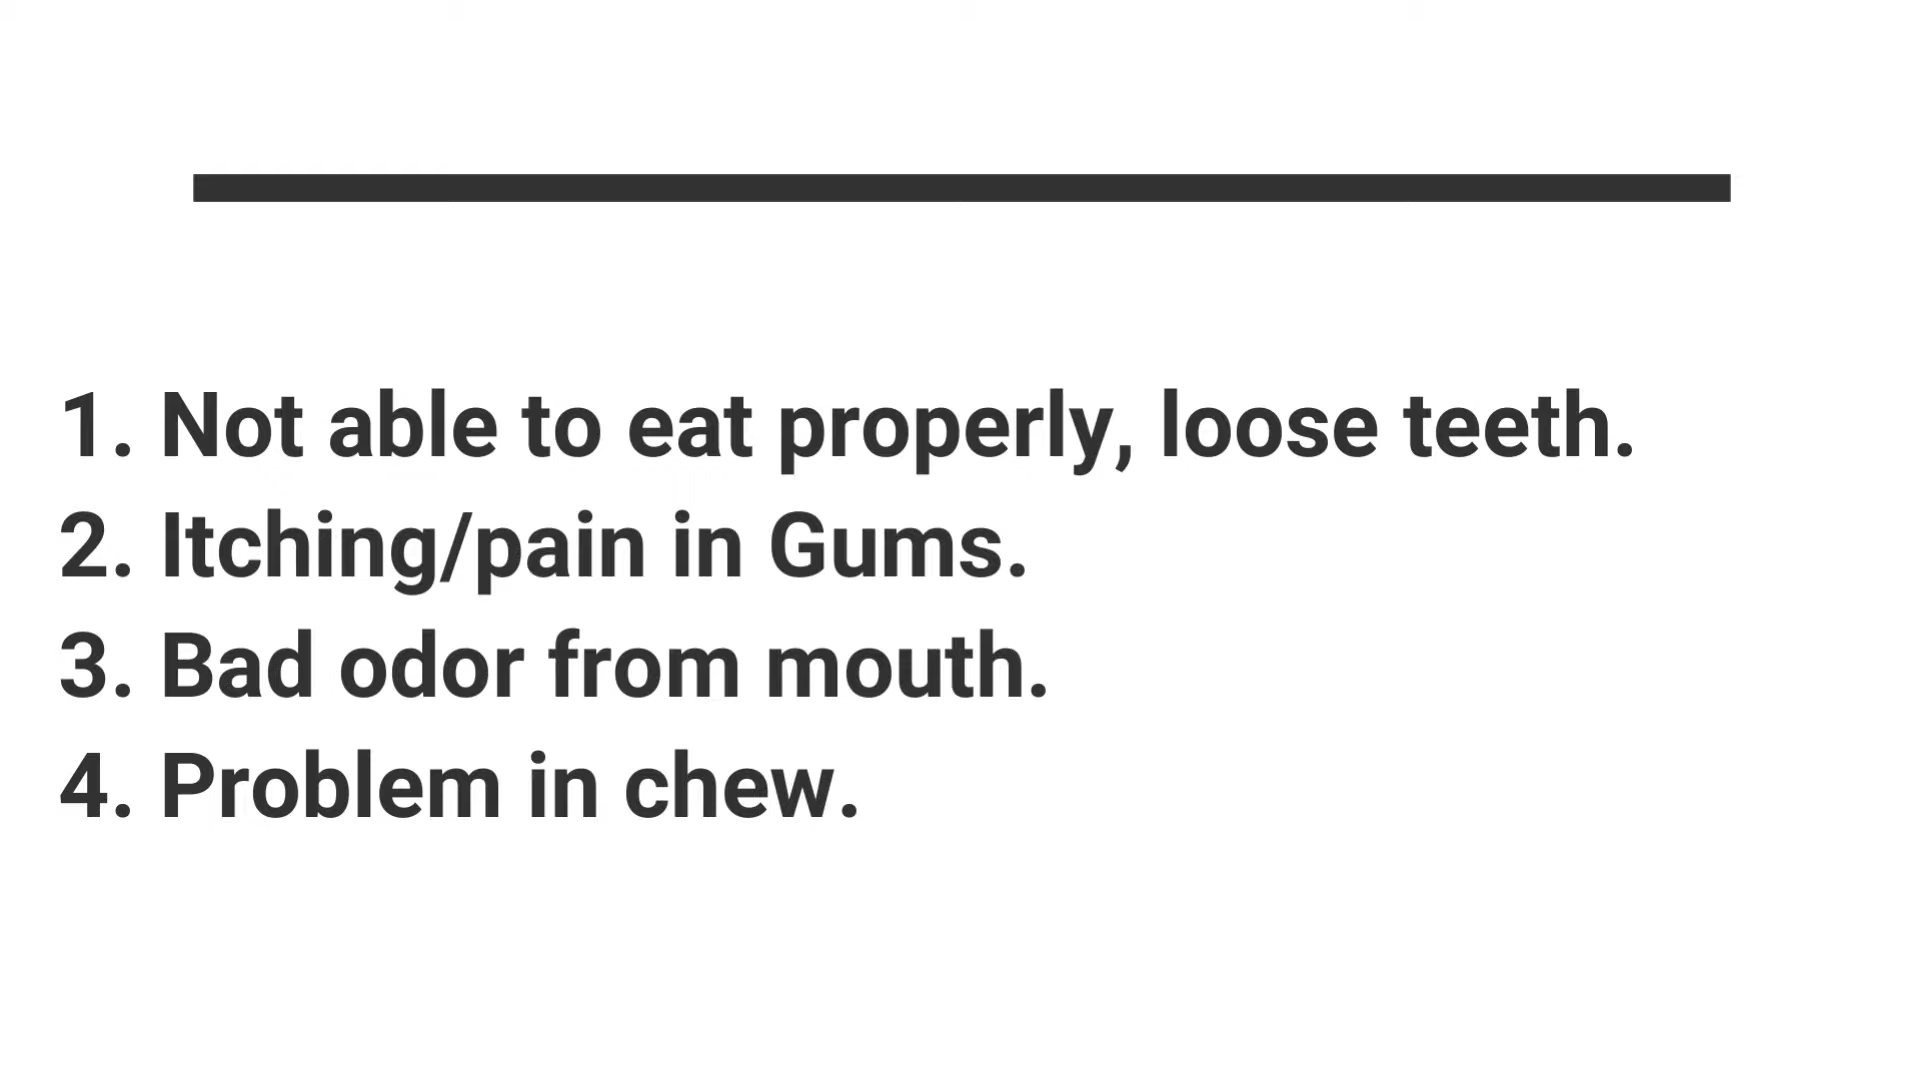 1. Not able to eat properly, loose teeth.
2. Itching/pain in Gums.
3. Bad odor from mouth.
4. Problem in chew.